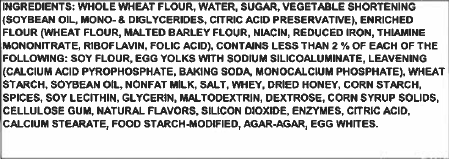 INGREDIENTS: WHOLE WHEAT FLOUR, WATER, SUGAR, VEGETABLE SHORTENING
(SOYBEAN OIL, MONO- & DIGLYCERIDES, CITRIC ACID PRESERVATIVE), ENRICHED
FLOUR (WHEAT FLOUR, MALTED BARLEY FLOUR, NIACIN, REDUCED IRON, THIAMINE
MONONITRATE, RIBOFLAVIN, FOLIC ACID), CONTAINS LESS THAN 2 % OF EACH OF THE
FOLLOWING: SOY FLOUR, EGG YOLKS WITH SODIUM SILICOALUMINATE, LEAVENING
(CALCIUM ACID PYROPHOSPHATE, BAKING SODA, MONOCALCIUM PHOSPHATE), WHEAT
STARCH, SOYBEAN OIL, NONFAT MILK, SALT, WHEY, DRIED HONEY, CORN STARCH,
SPICES, SOY LECITHIN, GLYCERIN, MALTODEXTRIN, DEXTROSE, CORN SYRUP SOLIDS,
CELLULOSE GUM, NATURAL FLAVORS, SILICON DIOXIDE, ENZYMES, CITRIC ACID,
CALCIUM STEARATE, FOOD STARCH-MODIFIED, AGAR-AGAR, EGG WHITES.